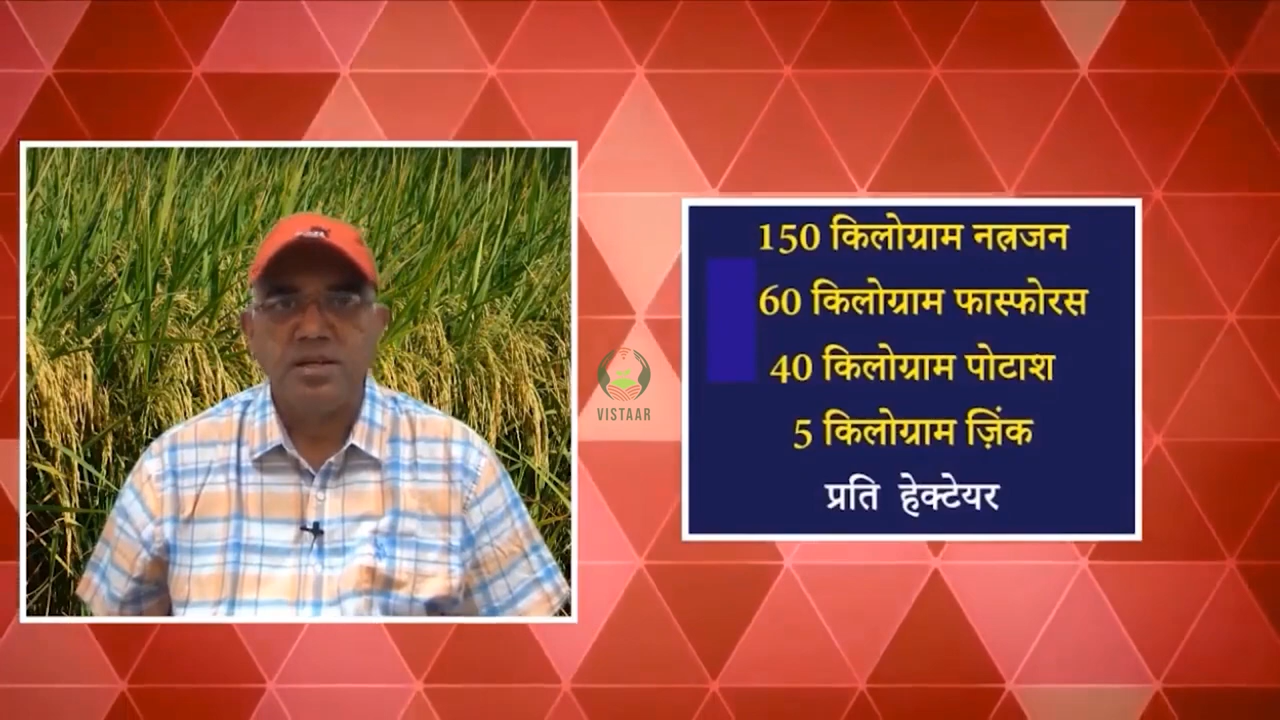 150 किलोग्राम नत्रजन
60 किलोग्राम फास्फोरस
40 किलोग्राम पोटाश
5 किलोग्राम ज़िंक
प्रति हेक्टेयर
VISTAAR